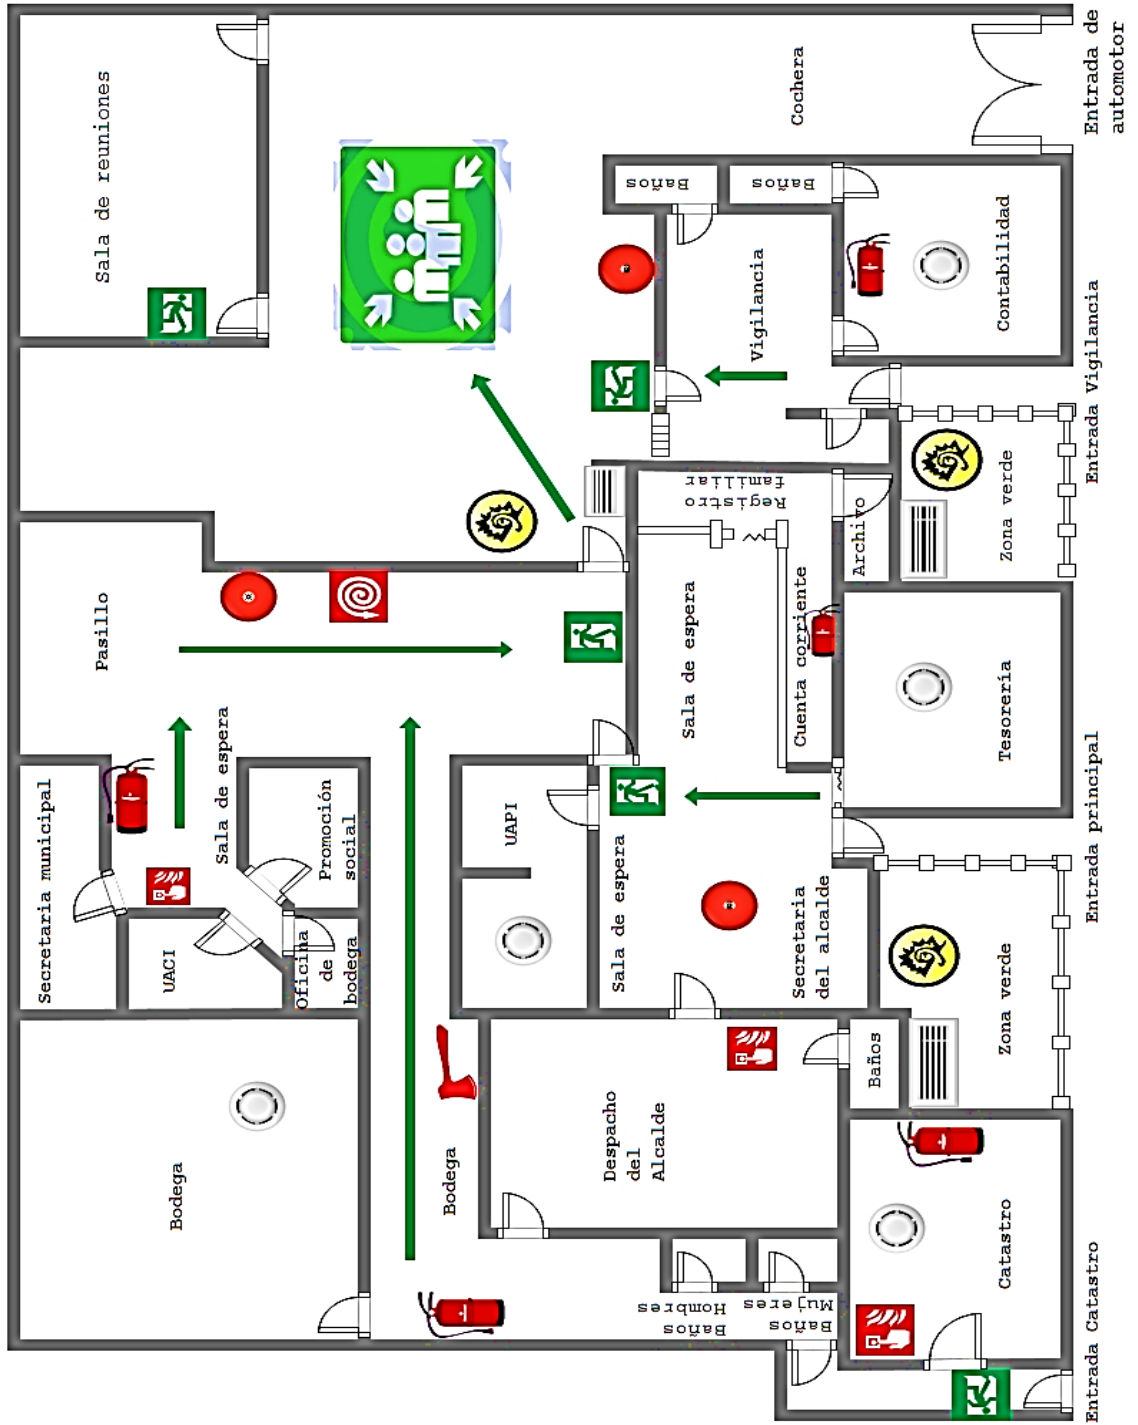 Sala de reuniones
Cochera
Entrada de
automotor
Baños
Baños
Contabilidad
Vigilancia
Entrada Vigilancia
Registro
familiar
Archivo
Zona verde
Pasillo
Sala de espera
Cuenta corriente
Tesorería
Entrada principal
Secretaria municipal
Sala de espera
Promoción
social
UACI
Oficina
de
bodega
UAPI
Sala de espera
Secretaria
del alcalde
Zona verde
Baños
Bodega
Bodega
Despacho
del
Alcalde
Baños
Hombres
Baños
Mujeres
Catastro
Entrada Catastro